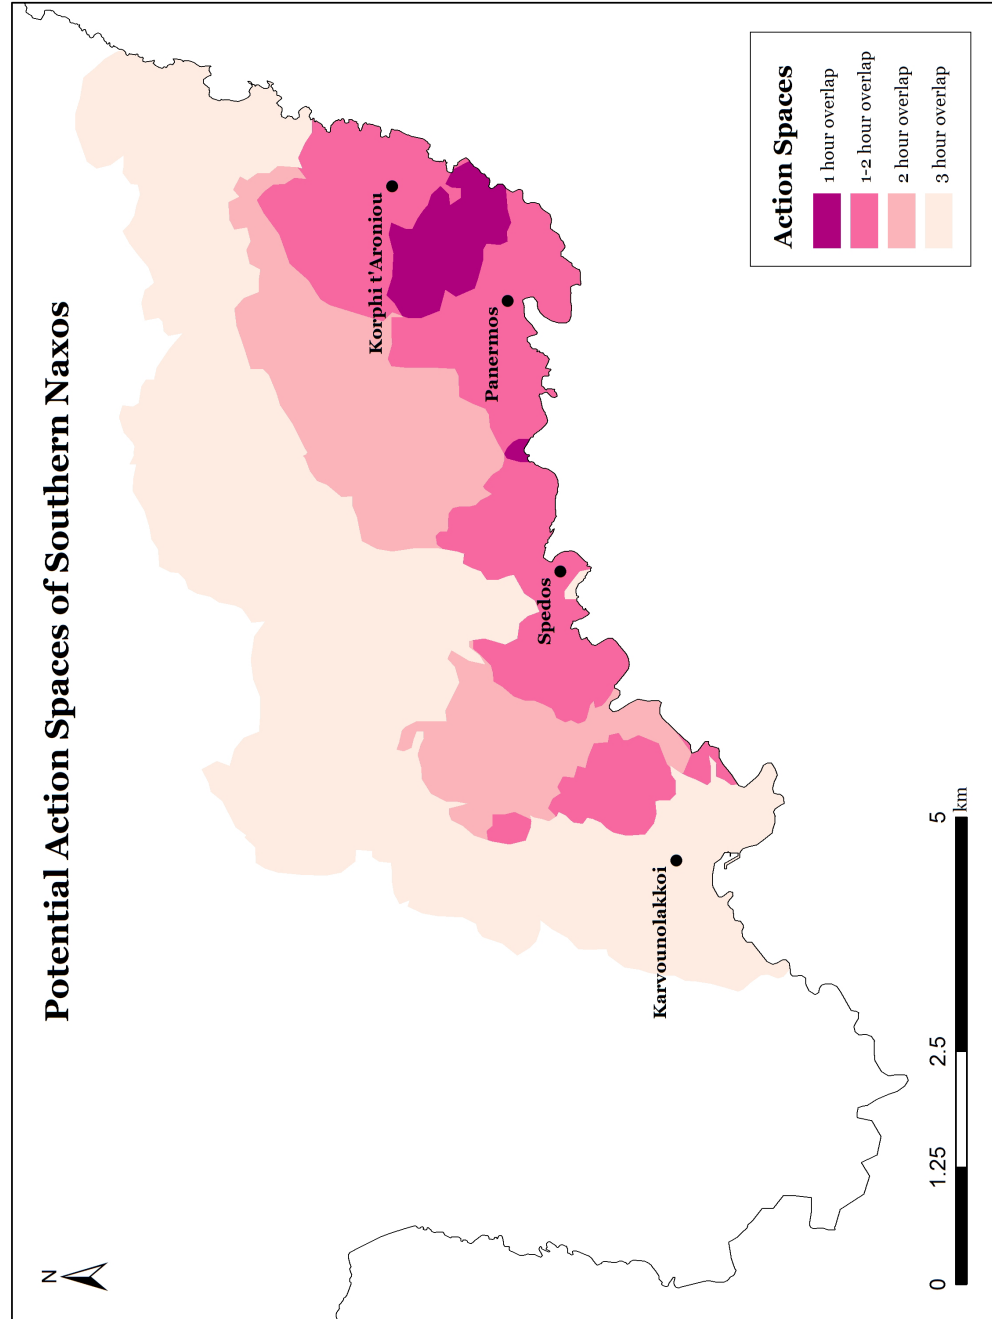 Potential Action Spaces of Southern Naxos
N
Korphi t'Aroniou
Panermos
Spedos
Karvounolakkoi
Action Spaces
1 hour overlap
1-2 hour overlap
2 hour overlap
3 hour overlap
0 1.25 2.5 5 km